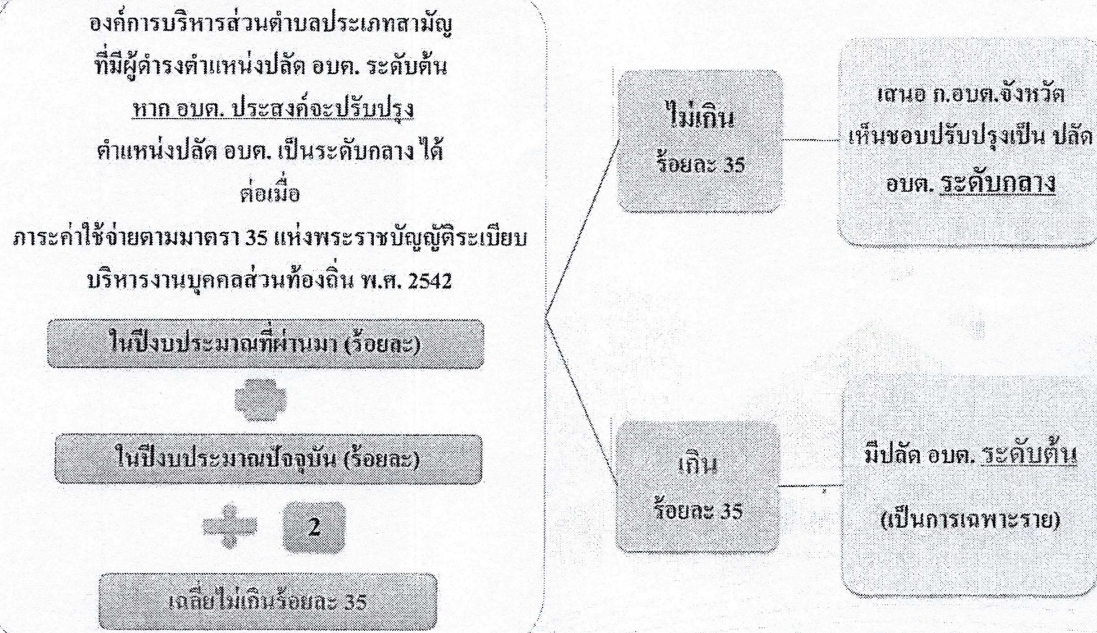 องค์การบริหารส่วนตำบลประเภทสามัญ
ที่มีผู้ดำรงตำแหน่งปลัด อบต. ระดับต้น
หาก อบต. ประสงค์จะปรับปรุง
ตำแหน่งปลัด อบต. เป็นระดับกลาง ได้
ต่อเมื่อ
ภาระค่าใช้จ่ายตามมาตรา 35 แห่งพระราชบัญญัติระเบียบ
บริหารงานบุคคลส่วนท้องถิ่น พ.ศ. 2542
ในปีงบประมาณที่ผ่านมา (ร้อยละ)
ในปีงบประมาณปัจจุบัน (ร้อยละ)
÷ 2
เฉลี่ยไม่เกินร้อยละ 35
ไม่เกิน
ร้อยละ 35
เสนอ ก.อบต.จังหวัด
เห็นชอบปรับปรุงเป็น ปลัด
อบต. ระดับกลาง
เกิน
ร้อยละ 35
มีปลัด อบต. ระดับต้น
(เป็นการเฉพาะราย)